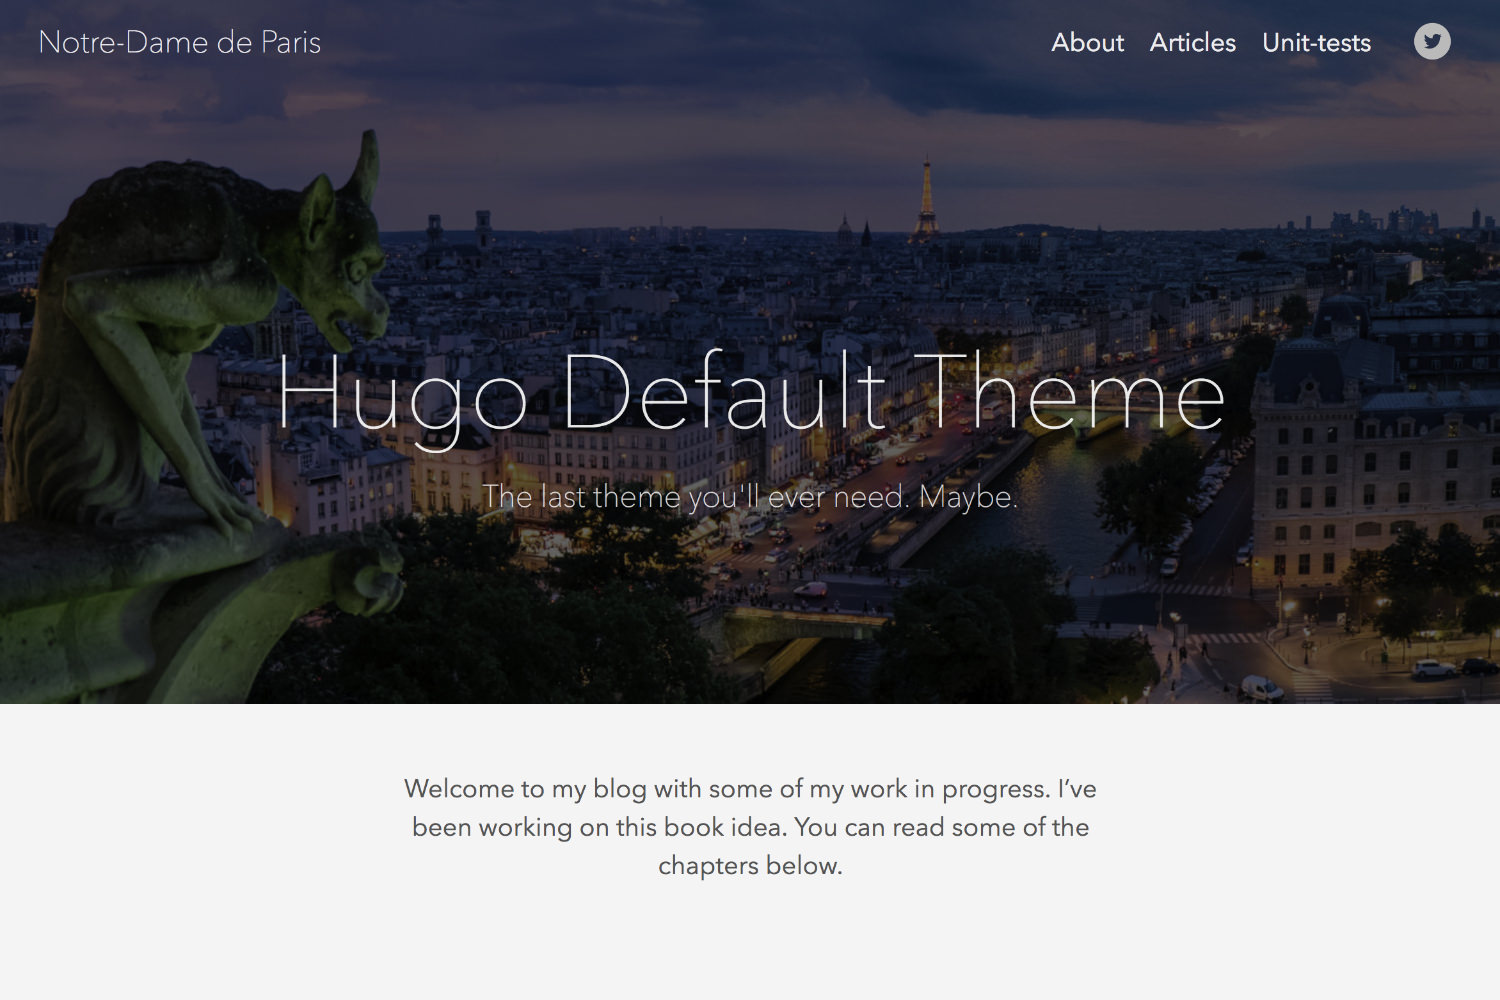 Notre-Dame de Paris
About Articles Unit-tests
Hugo Default Theme
The last theme you'll ever need. Maybe.
Welcome to my blog with some of my work in progress. I’ve
been working on this book idea. You can read some of the
chapters below.